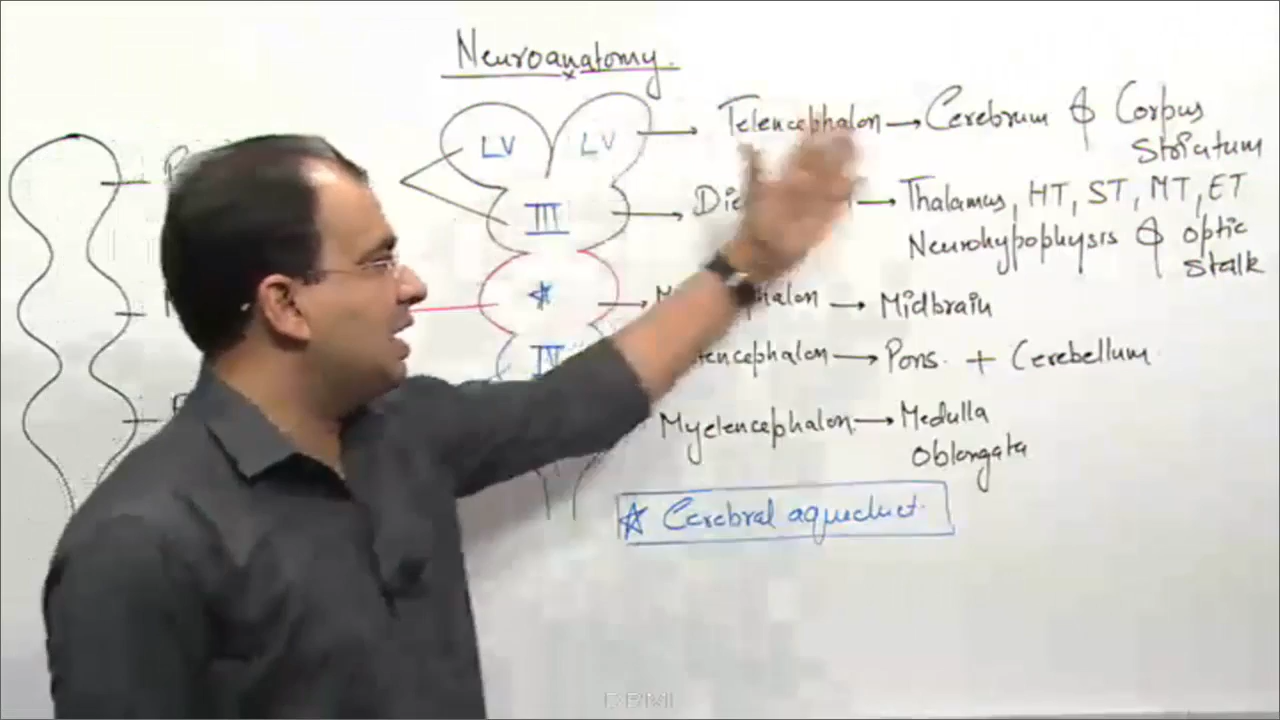 Neuroanatomy.
LV LV → Telencephalon → Cerebrum & Corpus
Striatum
III → → Thalamus, HT, ST, MT, ET
Neurohypophysis & optic
Stalk
→ → Midbrain
IV → Pons. + Cerebellum
Myelencephalon → Medulla
Oblongata
☆ Cerebral aqueduct.